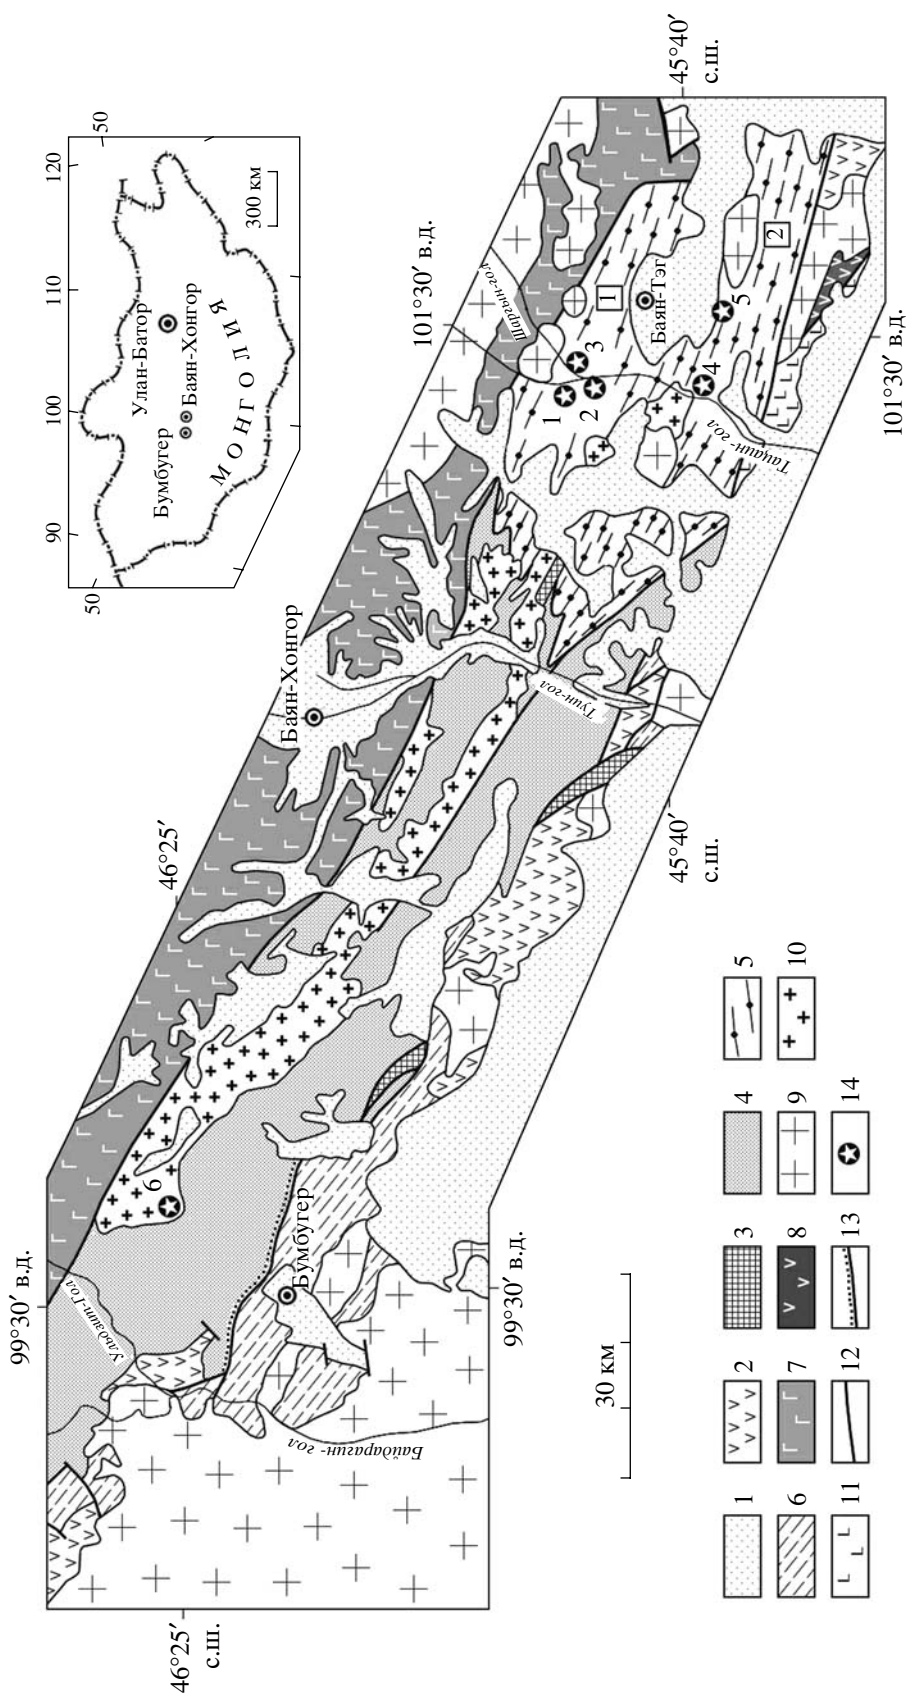 50
90
100
110
120
50
Улан-Батор
Бумбугер
Баян-Хонгор
МОНГОЛИЯ
300 км
99°30′ в.д.
46°25′
101°30′ в.д.
45°40′
с.ш.
Ульдзит-Гол
6
Баян-Хонгор
Шаргын-гол
1
2
3
1
Баян-Тэг
2
4
5
Тацаин-гол
Туин-гол
Бумбугер
Байдарагин-гол
46°25′
с.ш.
99°30′ в.д.
45°40′
с.ш.
101°30′ в.д.
30 км
1
2
3
4
5
6
7
8
9
10
11
12
13
14